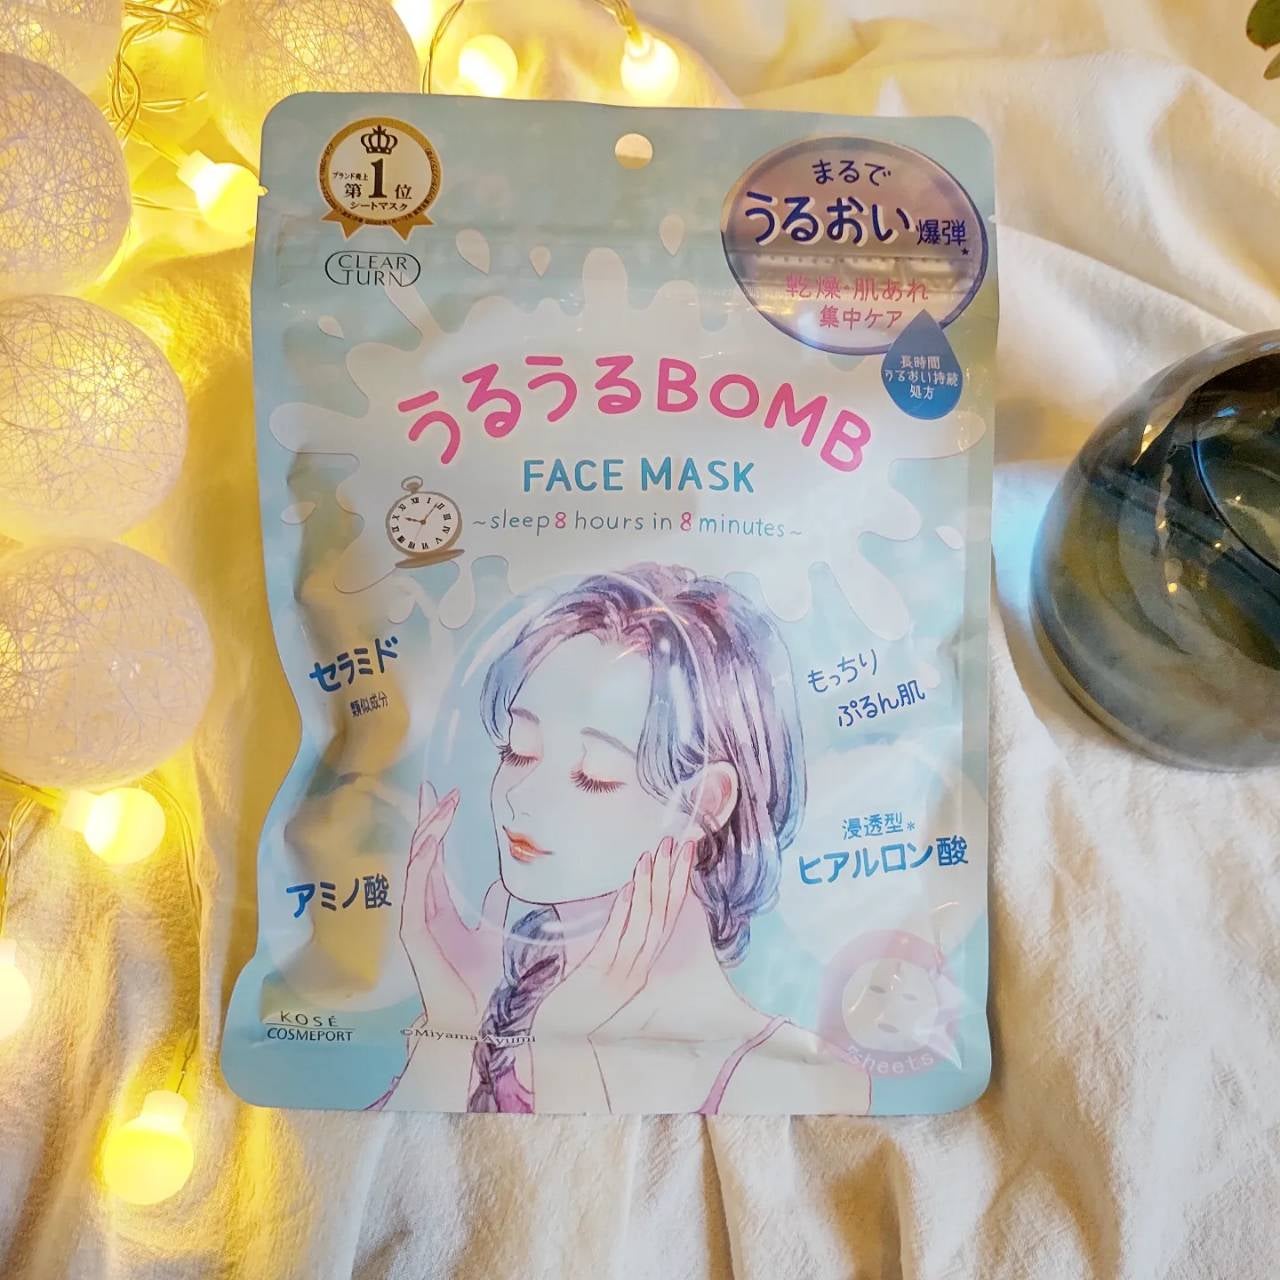 ブランド売上
第1位
シートマスク
CLEAR
TURN
まるで
うるおい爆弾*
乾燥・肌あれ
集中ケア
長時間
うるおい持続
処方
うるうるBOMB
FACE MASK
~sleep 8 hours in 8 minutes~
セラミド
類似成分
もっちり
ぷるん肌
アミノ酸
浸透型*
ヒアルロン酸
KOSÉ
COSMEPORT
©Miyama Ayumi
sheets